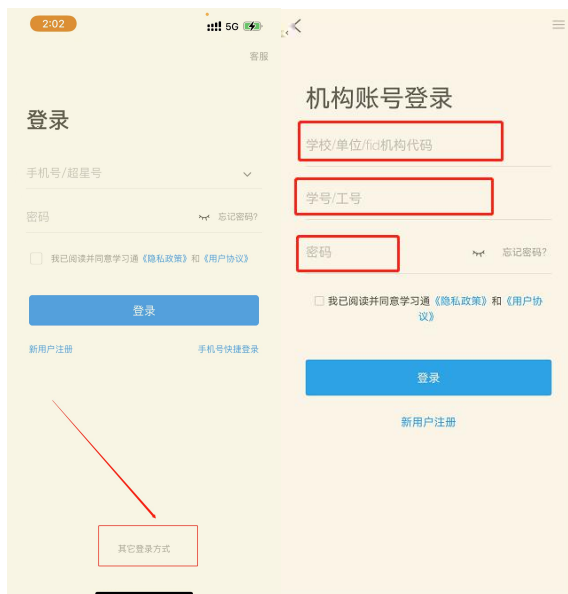 2:02
5G
客服
登录
手机号/超星号
密码
忘记密码?
我已阅读并同意学习通《隐私政策》和《用户协议》
登录
新用户注册
手机号快捷登录
其它登录方式
机构账号登录
学校/单位/fid机构代码
学号/工号
密码
忘记密码?
我已阅读并同意学习通《隐私政策》和《用户协
议》
登录
新用户注册